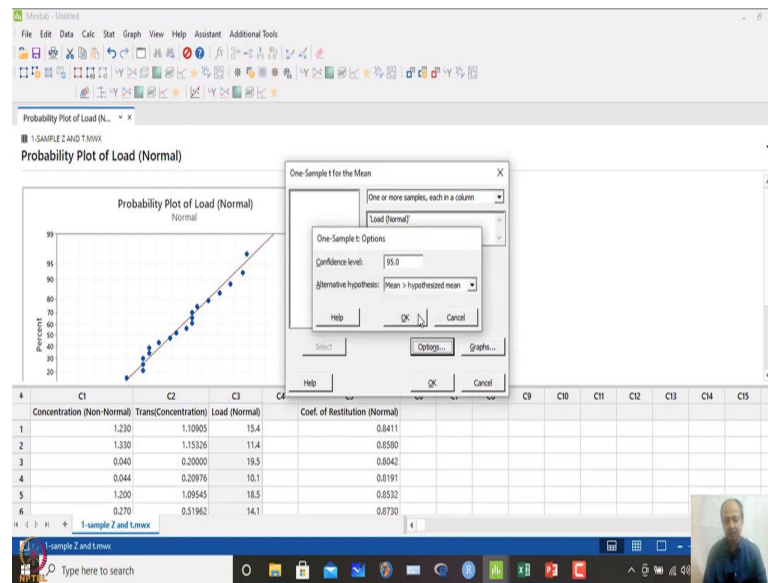 Minitab - Untitled
File Edit Data Calc Stat Graph View Help Assistant Additional Tools
Probability Plot of Load (N...
1-SAMPLE Z AND T.MWX
Probability Plot of Load (Normal)
Probability Plot of Load (Normal)
Normal
Percent
99
95
90
80
70
60
50
40
30
20
One-Sample t for the Mean
One or more samples, each in a column
'Load (Normal)'
One-Sample t: Options
Confidence level: 95.0
Alternative hypothesis: Mean > hypothesized mean
Help OK Cancel
Select Options... Graphs...
Help OK Cancel
C1 C2 C3 C4 C9 C10 C11 C12 C13 C14 C15
Concentration (Non-Normal) Trans(Concentration) Load (Normal) Coef. of Restitution (Normal)
1 1.230 1.10905 15.4 0.8411
2 1.330 1.15326 11.4 0.8580
3 0.040 0.20000 19.5 0.8042
4 0.044 0.20976 10.1 0.8191
5 1.200 1.09545 18.5 0.8532
6 0.270 0.51962 14.1 0.8730
1-sample Z and t.mwx
1-sample Z and t.mwx
Type here to search
NPTEL